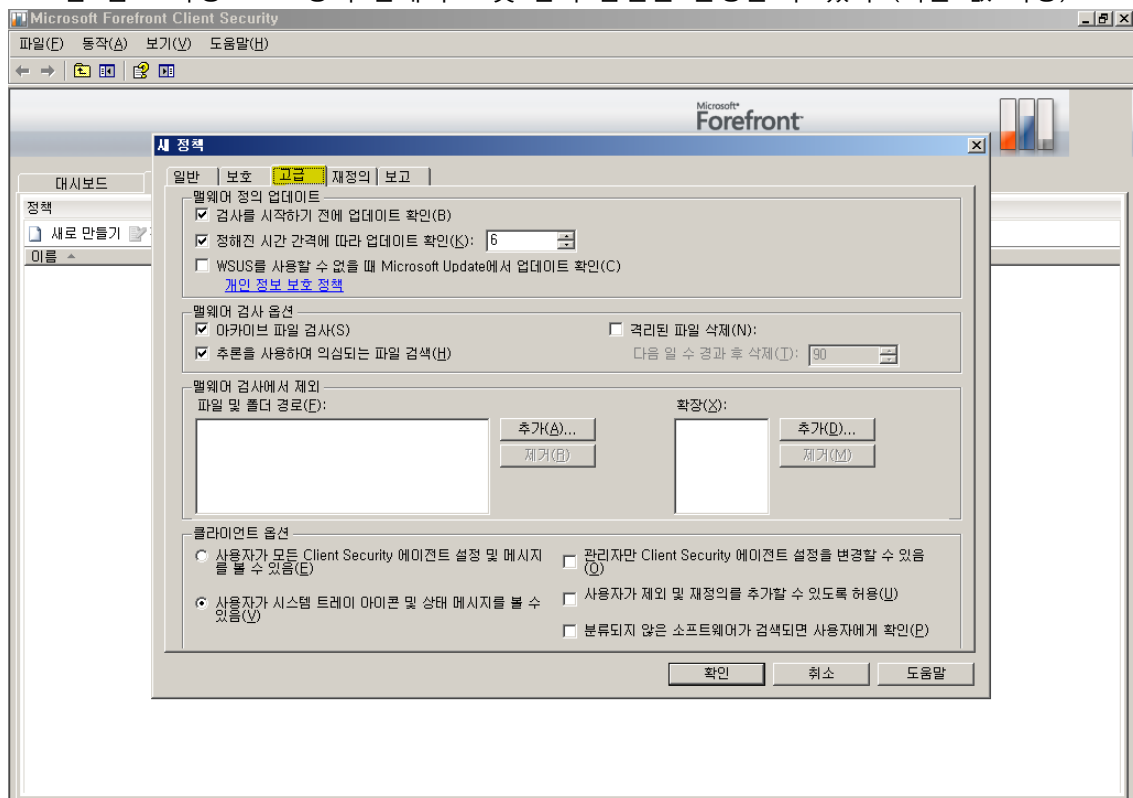 Microsoft Forefront Client Security
파일(F) 동작(A) 보기(V) 도움말(H)
Microsoft
Forefront
새 정책
일반 보호 고급 재정의 보고
대시보드
정책
새로 만들기
이름
맬웨어 정의 업데이트
검사를 시작하기 전에 업데이트 확인(B)
정해진 시간 간격에 따라 업데이트 확인(K): 6
WSUS를 사용할 수 없을 때 Microsoft Update에서 업데이트 확인(C)
개인 정보 보호 정책
맬웨어 검사 옵션
아카이브 파일 검사(S)
격리된 파일 삭제(N):
추론을 사용하여 의심되는 파일 검색(H)
다음 일 수 경과 후 삭제(T): 90
맬웨어 검사에서 제외
파일 및 폴더 경로(F):
확장(X):
추가(A)...
추가(D)...
제거(R)
제거(M)
클라이언트 옵션
사용자가 모든 Client Security 에이전트 설정 및 메시지
를 볼 수 있음(E)
관리자만 Client Security 에이전트 설정을 변경할 수 있음
(O)
사용자가 시스템 트레이 아이콘 및 상태 메시지를 볼 수
있음(V)
사용자가 제외 및 재정의를 추가할 수 있도록 허용(U)
분류되지 않은 소프트웨어가 검색되면 사용자에게 확인(P)
확인 취소 도움말